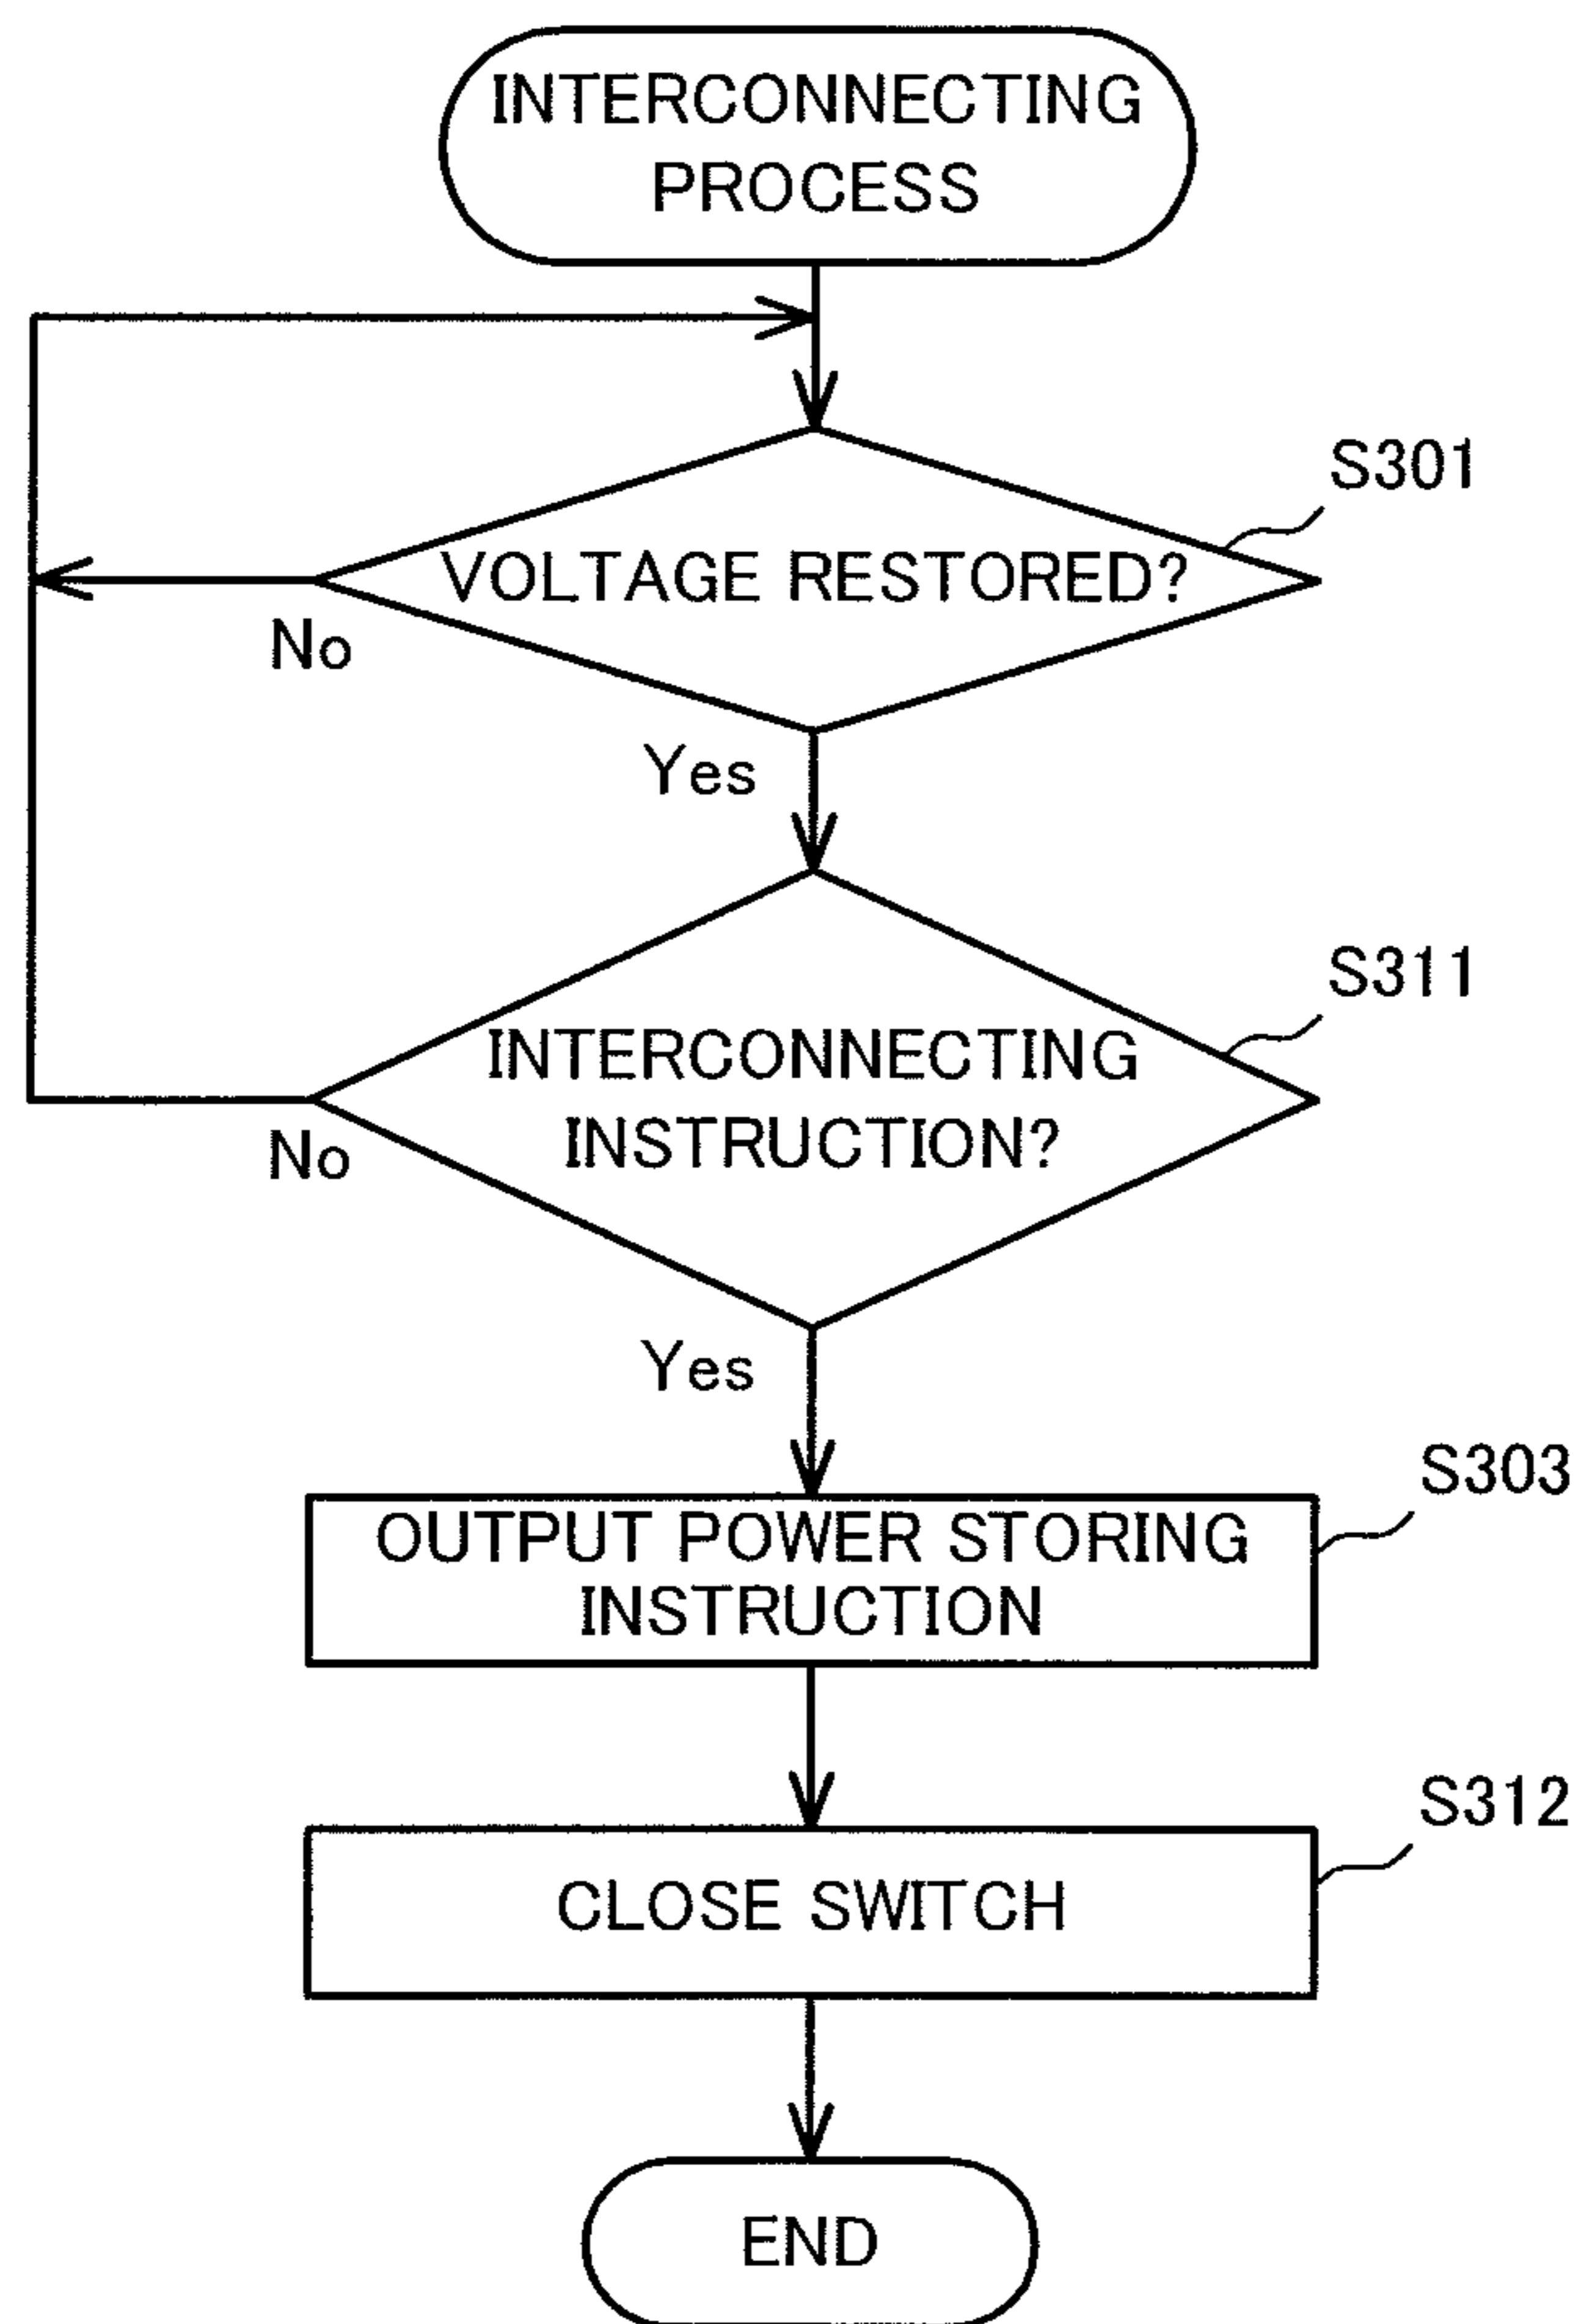 INTERCONNECTING
PROCESS
S301
VOLTAGE RESTORED?
No
Yes
S311
INTERCONNECTING
INSTRUCTION?
No
Yes
S303
OUTPUT POWER STORING
INSTRUCTION
S312
CLOSE SWITCH
END